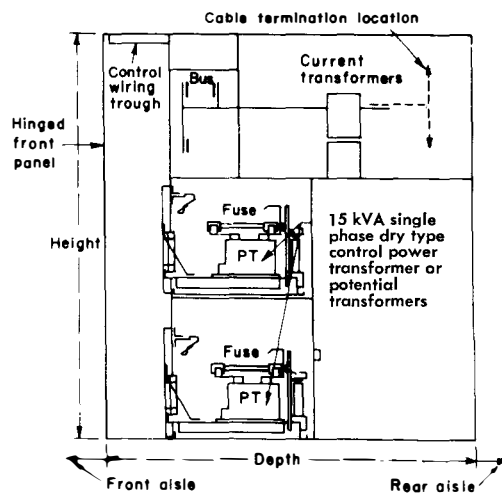 Cable termination location
Control
wiring
trough
Bus
Current
transformers
Hinged
front
panel
Height
Fuse
PT
15 kVA single
phase dry type
control power
transformer or
potential
transformers
Fuse
PT
Depth
Front aisle
Rear aisle